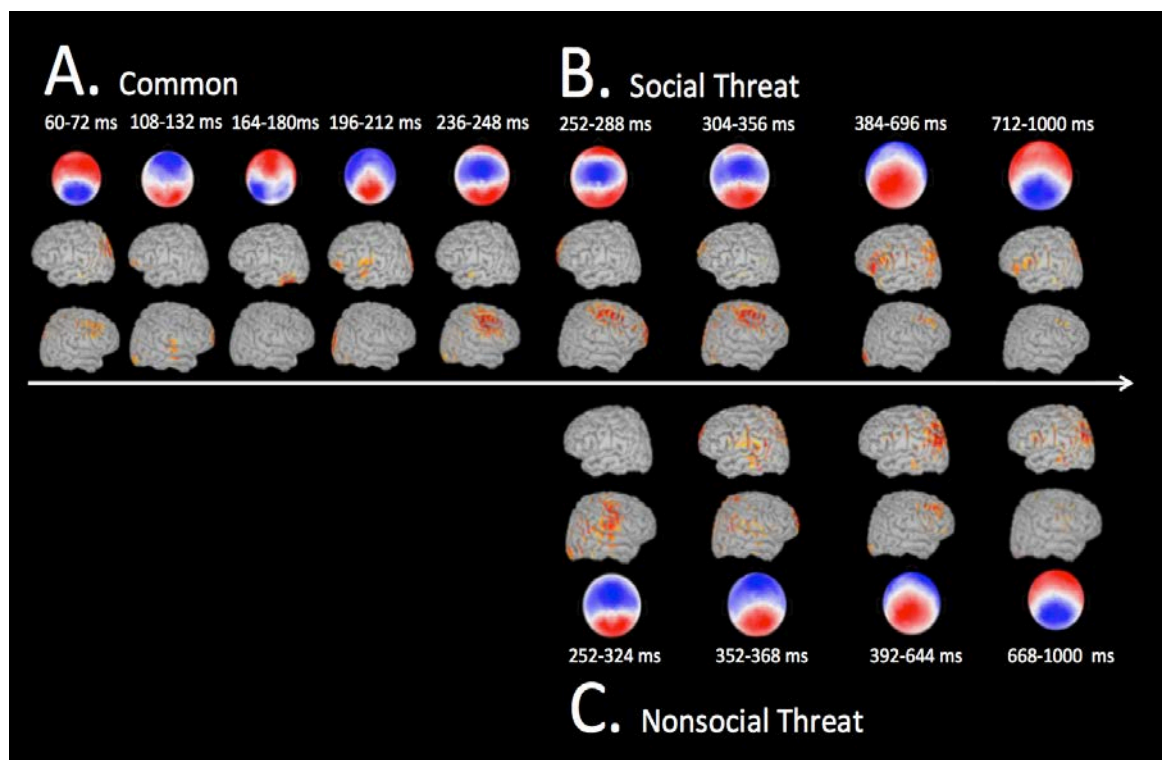 A. Common
60-72 ms 108-132 ms 164-180ms 196-212 ms 236-248 ms
B. Social Threat
252-288 ms 304-356 ms 384-696 ms 712-1000 ms
252-324 ms 352-368 ms 392-644 ms 668-1000 ms
C. Nonsocial Threat